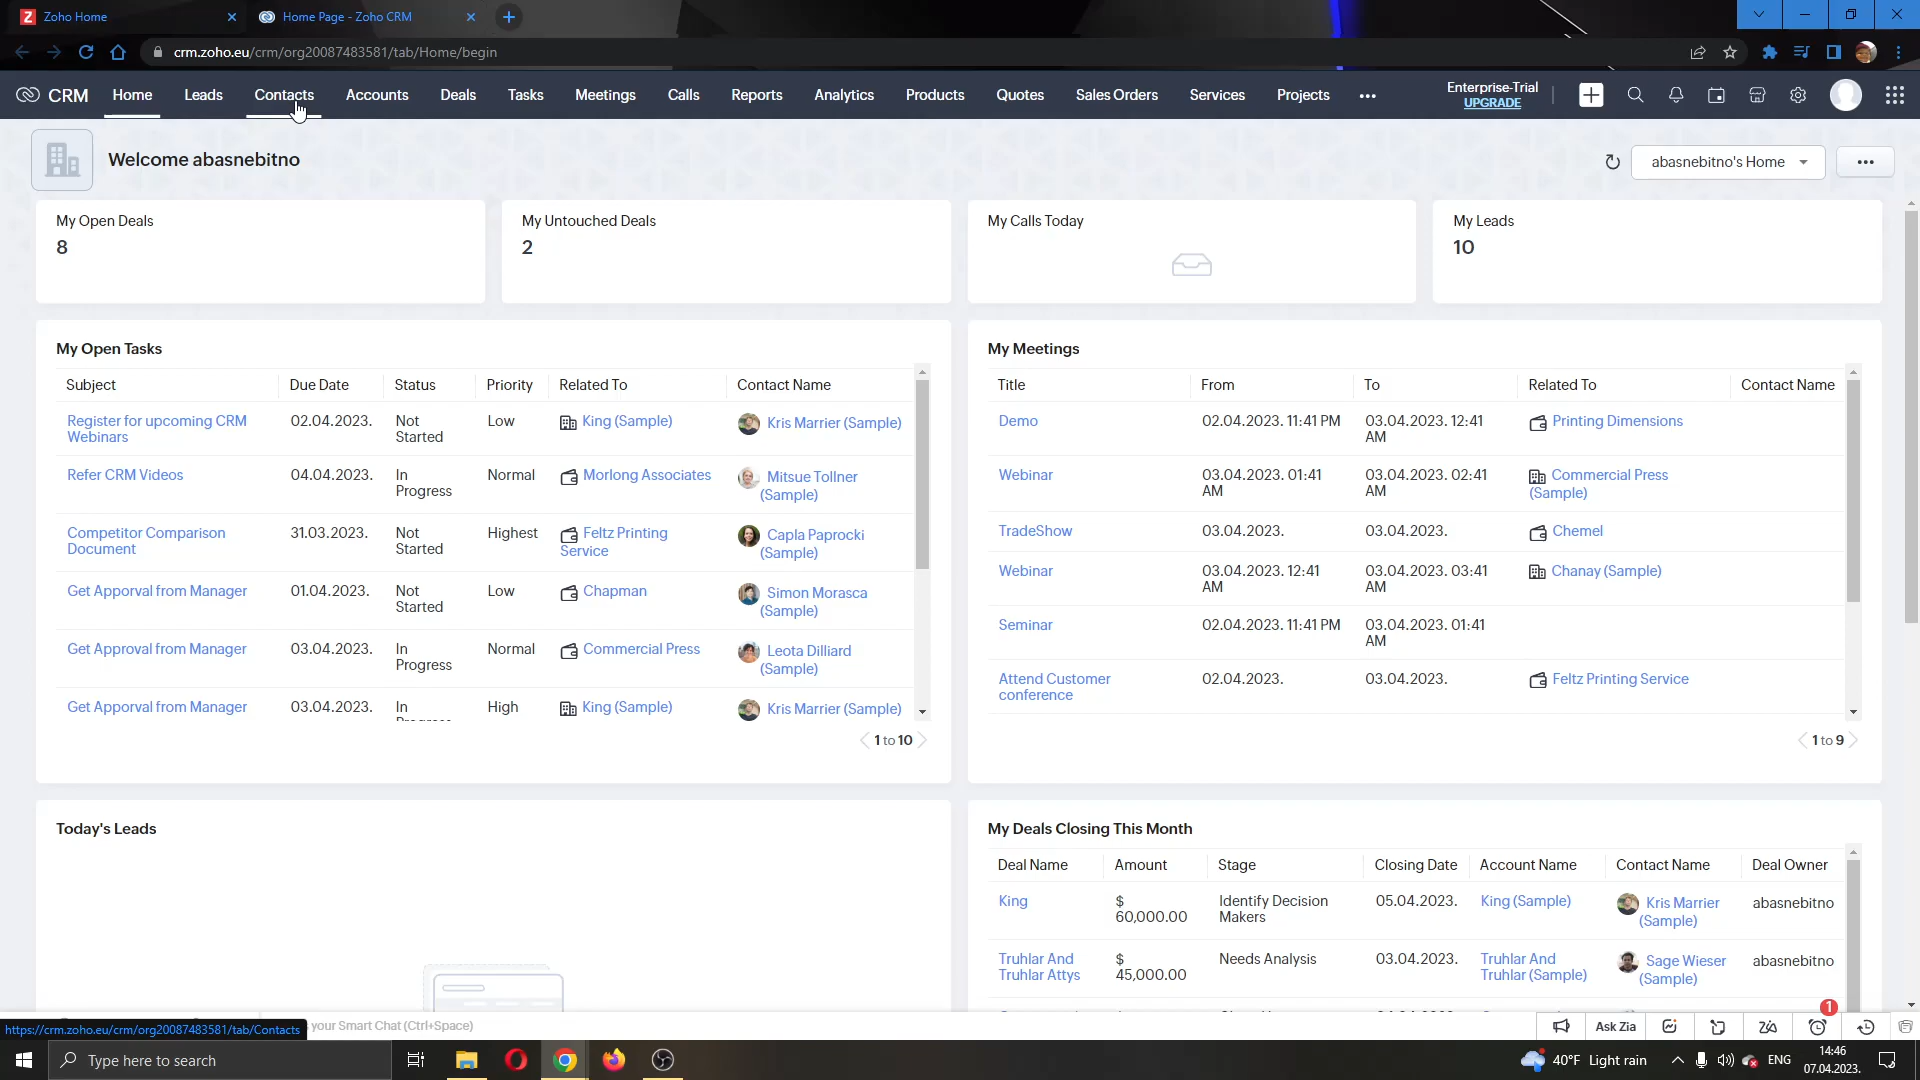 Zoho Home
Home Page - Zoho CRM
crm.zoho.eu/crm/org20087483581/tab/Home/begin
CRM
Home
Leads
Contacts
Accounts
Deals
Tasks
Meetings
Calls
Reports
Analytics
Products
Quotes
Sales Orders
Services
Projects
Enterprise-Trial
UPGRADE
Welcome abasnebitno
abasnebitno's Home
My Open Deals
8
My Untouched Deals
2
My Calls Today
My Leads
10
My Open Tasks
Subject Due Date Status Priority Related To Contact Name
Register for upcoming CRM Webinars 02.04.2023. Not Started Low King (Sample) Kris Marrier (Sample)
Refer CRM Videos 04.04.2023. In Progress Normal Morlong Associates Mitsue Tollner (Sample)
Competitor Comparison Document 31.03.2023. Not Started Highest Feltz Printing Service Capla Paprocki (Sample)
Get Apporval from Manager 01.04.2023. Not Started Low Chapman Simon Morasca (Sample)
Get Approval from Manager 03.04.2023. In Progress Normal Commercial Press Leota Dilliard (Sample)
Get Apporval from Manager 03.04.2023. In High King (Sample) Kris Marrier (Sample)
1 to 10
My Meetings
Title From To Related To Contact Name
Demo 02.04.2023. 11:41 PM 03.04.2023. 12:41 AM Printing Dimensions
Webinar 03.04.2023. 01:41 AM 03.04.2023. 02:41 AM Commercial Press (Sample)
TradeShow 03.04.2023. 03.04.2023. Chemel
Webinar 03.04.2023. 12:41 AM 03.04.2023. 03:41 AM Chanay (Sample)
Seminar 02.04.2023. 11:41 PM 03.04.2023. 01:41 AM
Attend Customer conference 02.04.2023. 03.04.2023. Feltz Printing Service
1 to 9
Today's Leads
My Deals Closing This Month
Deal Name Amount Stage Closing Date Account Name Contact Name Deal Owner
King $ 60,000.00 Identify Decision Makers 05.04.2023. King (Sample) Kris Marrier (Sample) abasnebitno
Truhlar And Truhlar Attys $ 45,000.00 Needs Analysis 03.04.2023. Truhlar And Truhlar (Sample) Sage Wieser (Sample) abasnebitno
https://crm.zoho.eu/crm/org20087483581/tab/Contacts
your Smart Chat (Ctrl+Space)
Ask Zia
1
Type here to search
40°F Light rain
ENG
14:46
07.04.2023.